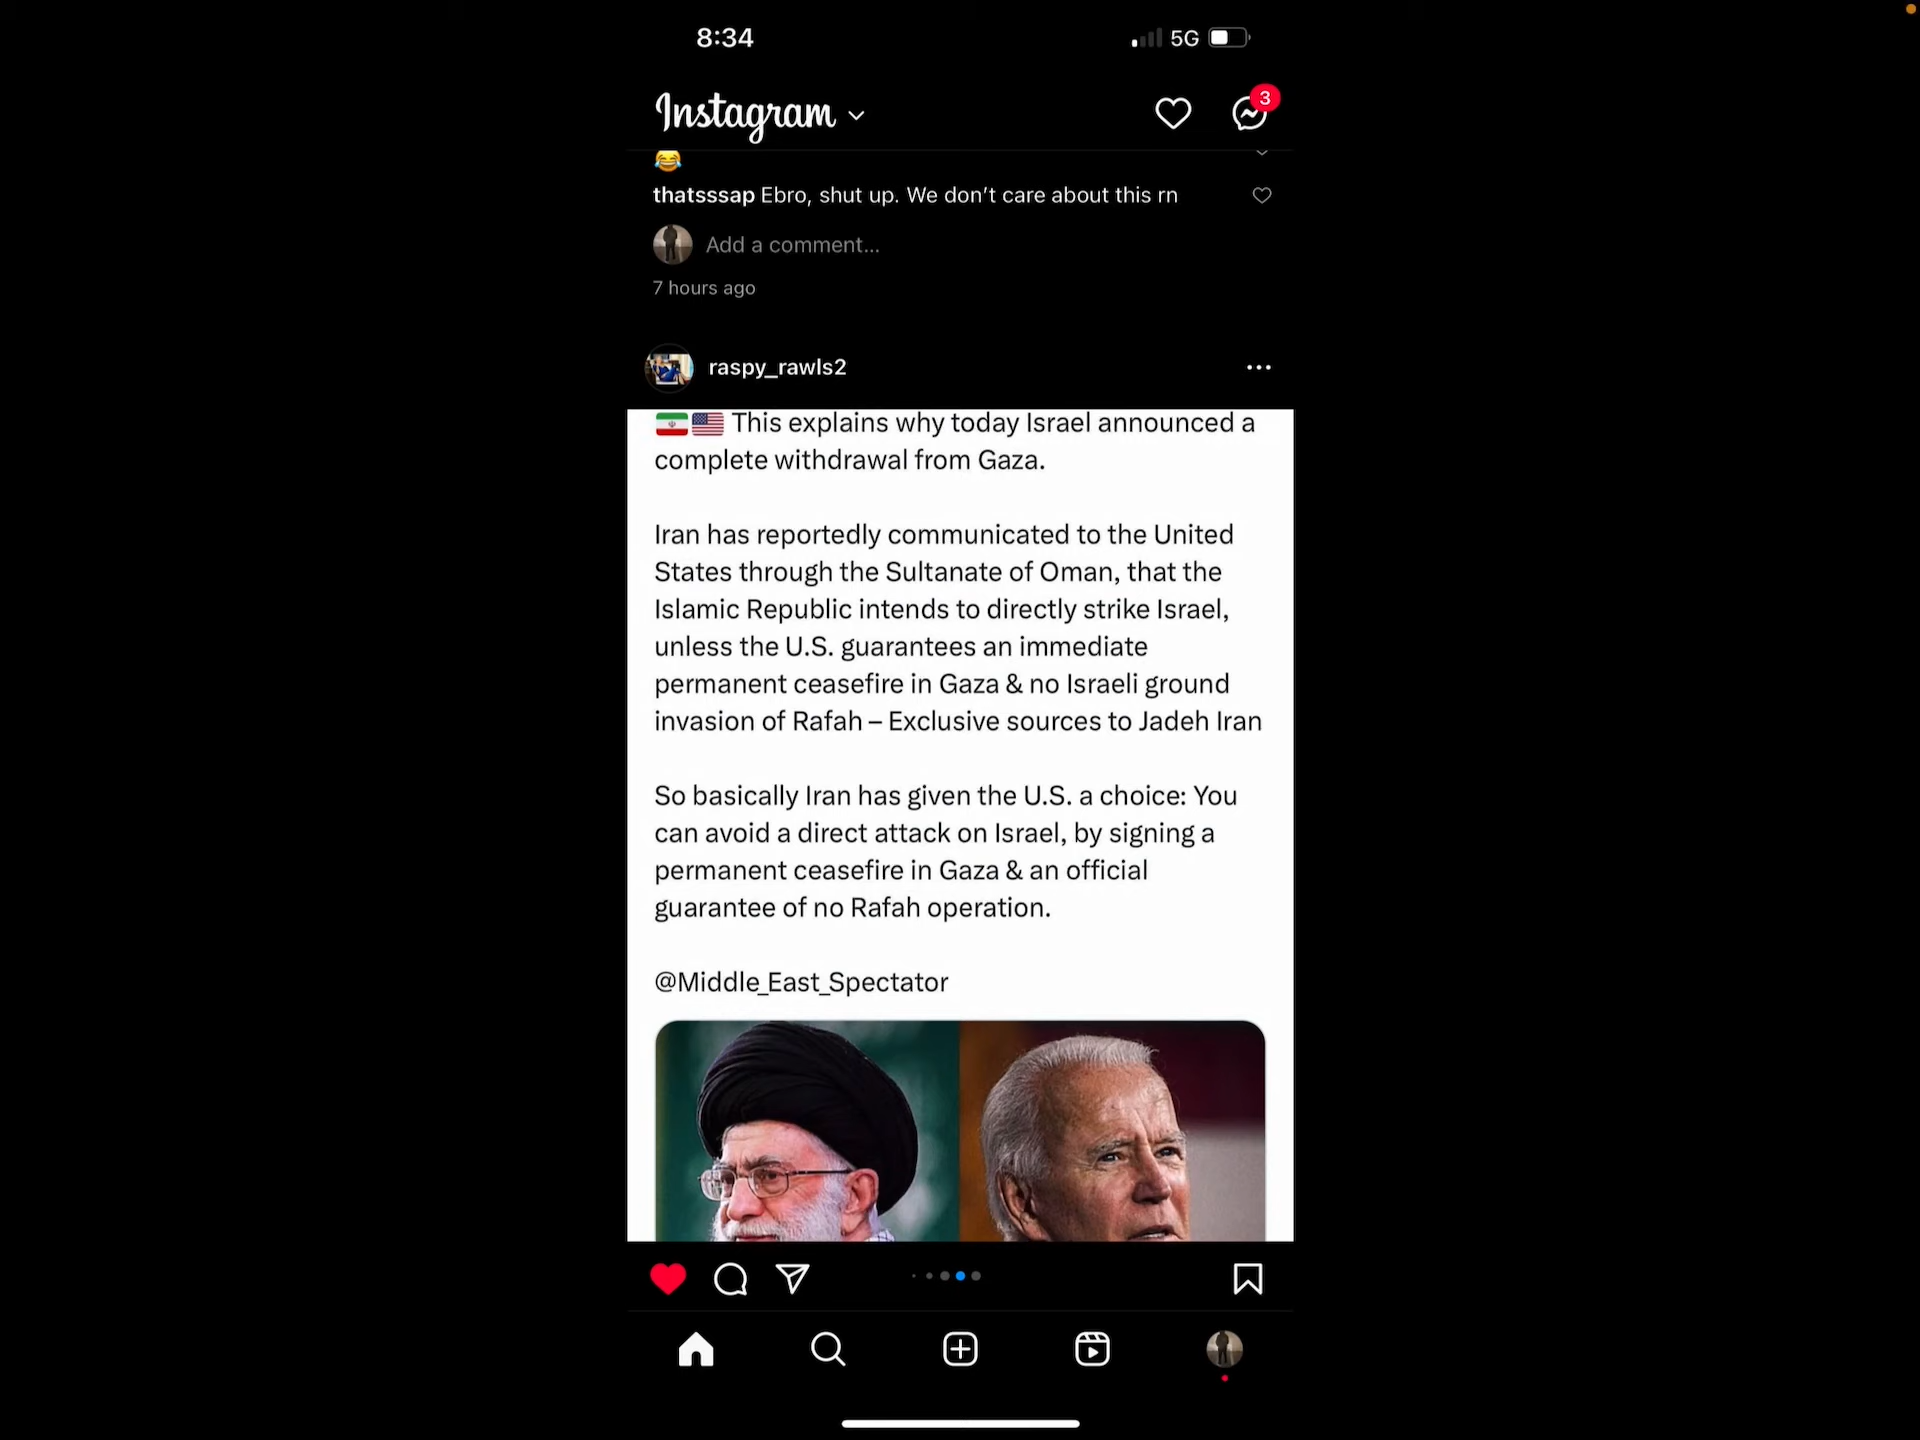 8:34
5G
Instagram
3
😂
thatsssap Ebro, shut up. We don’t care about this rn
Add a comment...
7 hours ago
raspy_rawls2
🇮🇷🇺🇸 This explains why today Israel announced a
complete withdrawal from Gaza.
Iran has reportedly communicated to the United
States through the Sultanate of Oman, that the
Islamic Republic intends to directly strike Israel,
unless the U.S. guarantees an immediate
permanent ceasefire in Gaza & no Israeli ground
invasion of Rafah – Exclusive sources to Jadeh Iran
So basically Iran has given the U.S. a choice: You
can avoid a direct attack on Israel, by signing a
permanent ceasefire in Gaza & an official
guarantee of no Rafah operation.
@Middle_East_Spectator